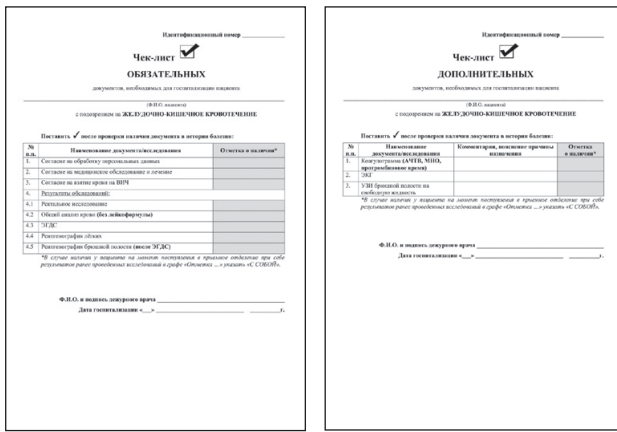 Идентификационный номер ____________
Чек-лист
ОБЯЗАТЕЛЬНЫХ
документов, необходимых для госпитализации пациента
(Ф.И.О. пациента)
с подозрением на ЖЕЛУДОЧНО-КИШЕЧНОЕ КРОВОТЕЧЕНИЕ
Поставить ✓ после проверки наличия документа в истории болезни:
№ п.п. Наименование документа/исследования Отметка о наличии*
1. Согласие на обработку персональных данных
2. Согласие на медицинское обследование и лечение
3. Согласие на взятие крови на ВИЧ
4. Результаты обследований:
4.1 Ректальное исследование
4.2 Общий анализ крови (без лейкоформулы)
4.3 ЭГДС
4.4 Рентгенография лёгких
4.5 Рентгенография брюшной полости (после ЭГДС)
*В случае наличия у пациента на момент поступления в приемное отделение при себе
результатов ранее проведенных исследований в графе «Отметка ...» указать «С СОБОЙ».
Ф.И.О. и подпись дежурного врача ____________
Дата госпитализации «___» ____________ ________г.
Идентификационный номер ____________
Чек-лист
ДОПОЛНИТЕЛЬНЫХ
документов, необходимых для госпитализации пациента
(Ф.И.О. пациента)
с подозрением на ЖЕЛУДОЧНО-КИШЕЧНОЕ КРОВОТЕЧЕНИЕ
Поставить ✓ после проверки наличия документа в истории болезни:
№ п.п. Наименование документа/исследования Комментарии, пояснение причины назначения Отметка о наличии*
1. Коагулограмма (АЧТВ, МНО,
протромбиновое время)
2. ЭКГ
3. УЗИ брюшной полости на
свободную жидкость
*В случае наличия у пациента на момент поступления в приемное отделение при себе
результатов ранее проведенных исследований в графе «Отметка ...» указать «С СОБОЙ».
Ф.И.О. и подпись дежурного врача ____________
Дата госпитализации «___» ____________ ________г.